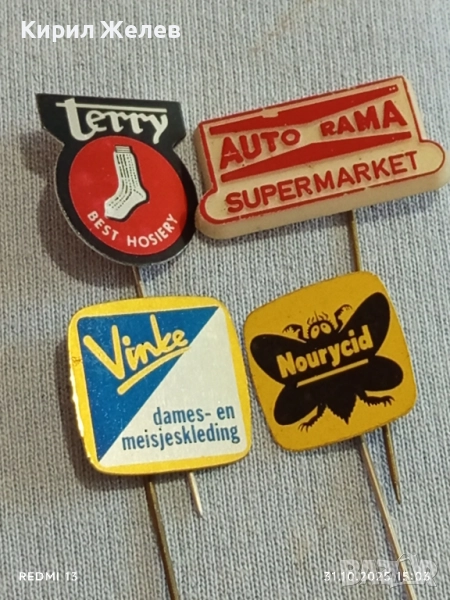 Кирил Желев
terry
BEST HOSIERY
AUTO RAMA
SUPERMARKET
Vinke
dames- en
meisjeskleding
Nourycid
REDMI 13
31.10.2025 15:03